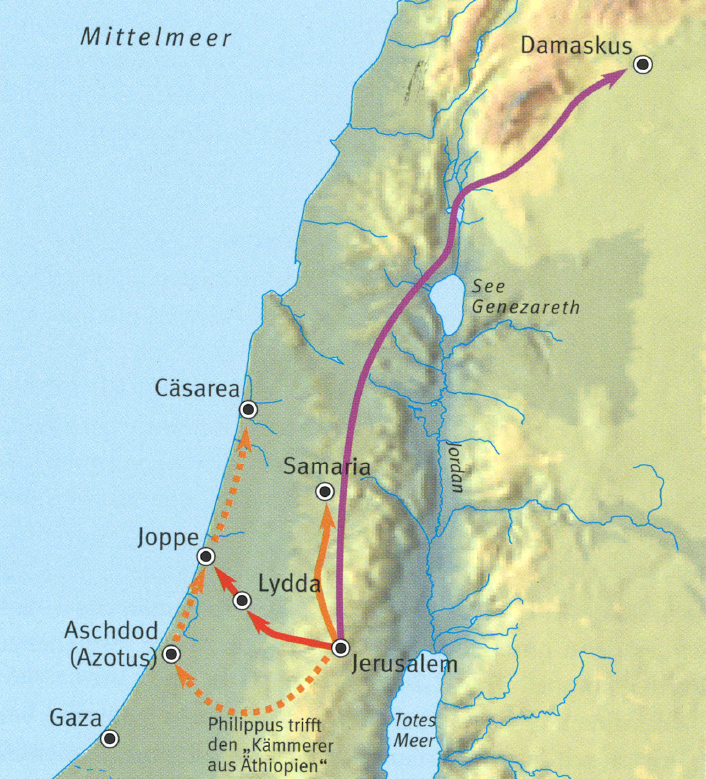 Mittelmeer
Damaskus
See
Genezareth
Cäsarea
Samaria
Jordan
Joppe
Lydda
Aschdod
(Azotus)
Jerusalem
Gaza
Philippus trifft
den „Kämmerer
aus Äthiopien“
Totes
Meer